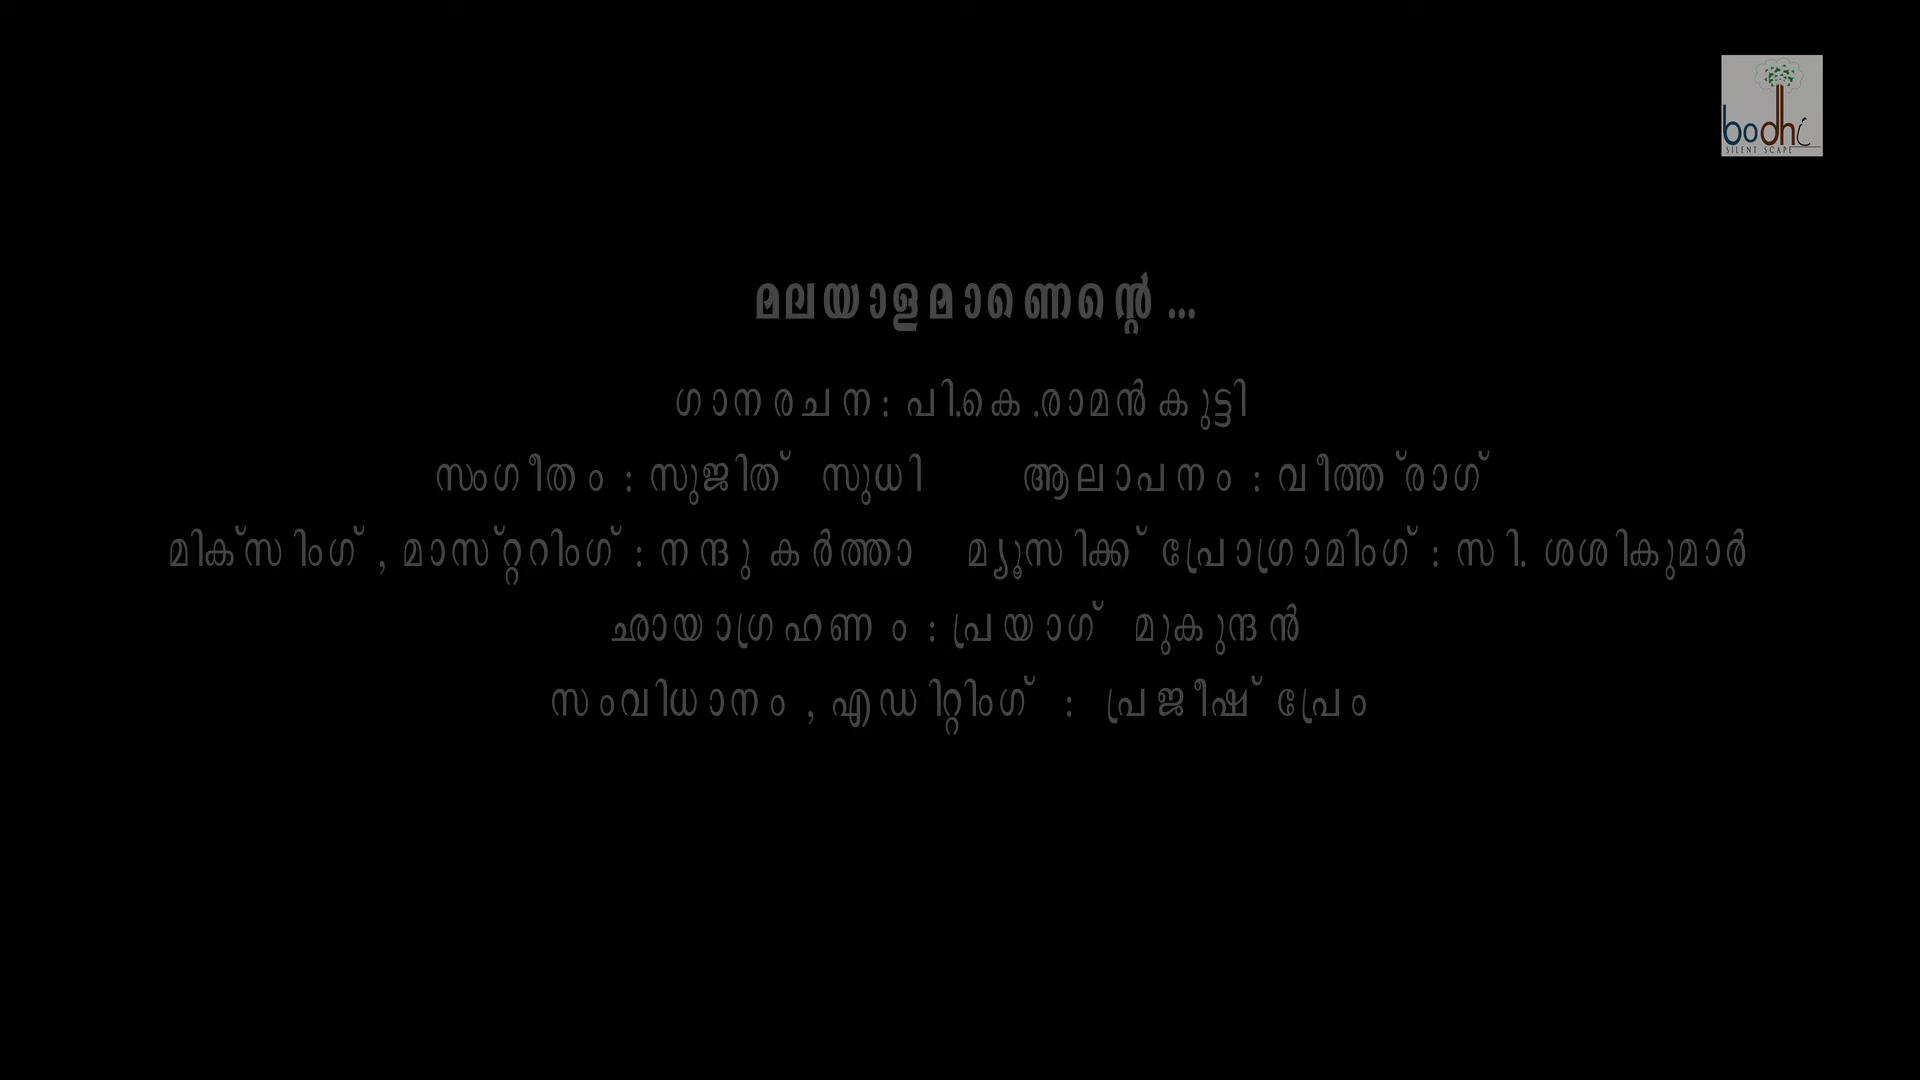 bodhi
SILENT SCAPE
മലയാളമാണെന്റെ ...
ഗാനരചന: പി.കെ.രാമൻകുട്ടി
സംഗീതം : സുജിത് സുധി ആലാപനം : വീത്ത്‌രാഗ്
മിക്സിംഗ് , മാസ്റ്ററിംഗ് : നന്ദു കർത്താ മ്യൂസിക്ക് പ്രോഗ്രാമിംഗ് : സി. ശശികുമാർ
ഛായാഗ്രഹണം : പ്രയാഗ് മുകുന്ദൻ
സംവിധാനം , എഡിറ്റിംഗ് : പ്രജീഷ് പ്രേം